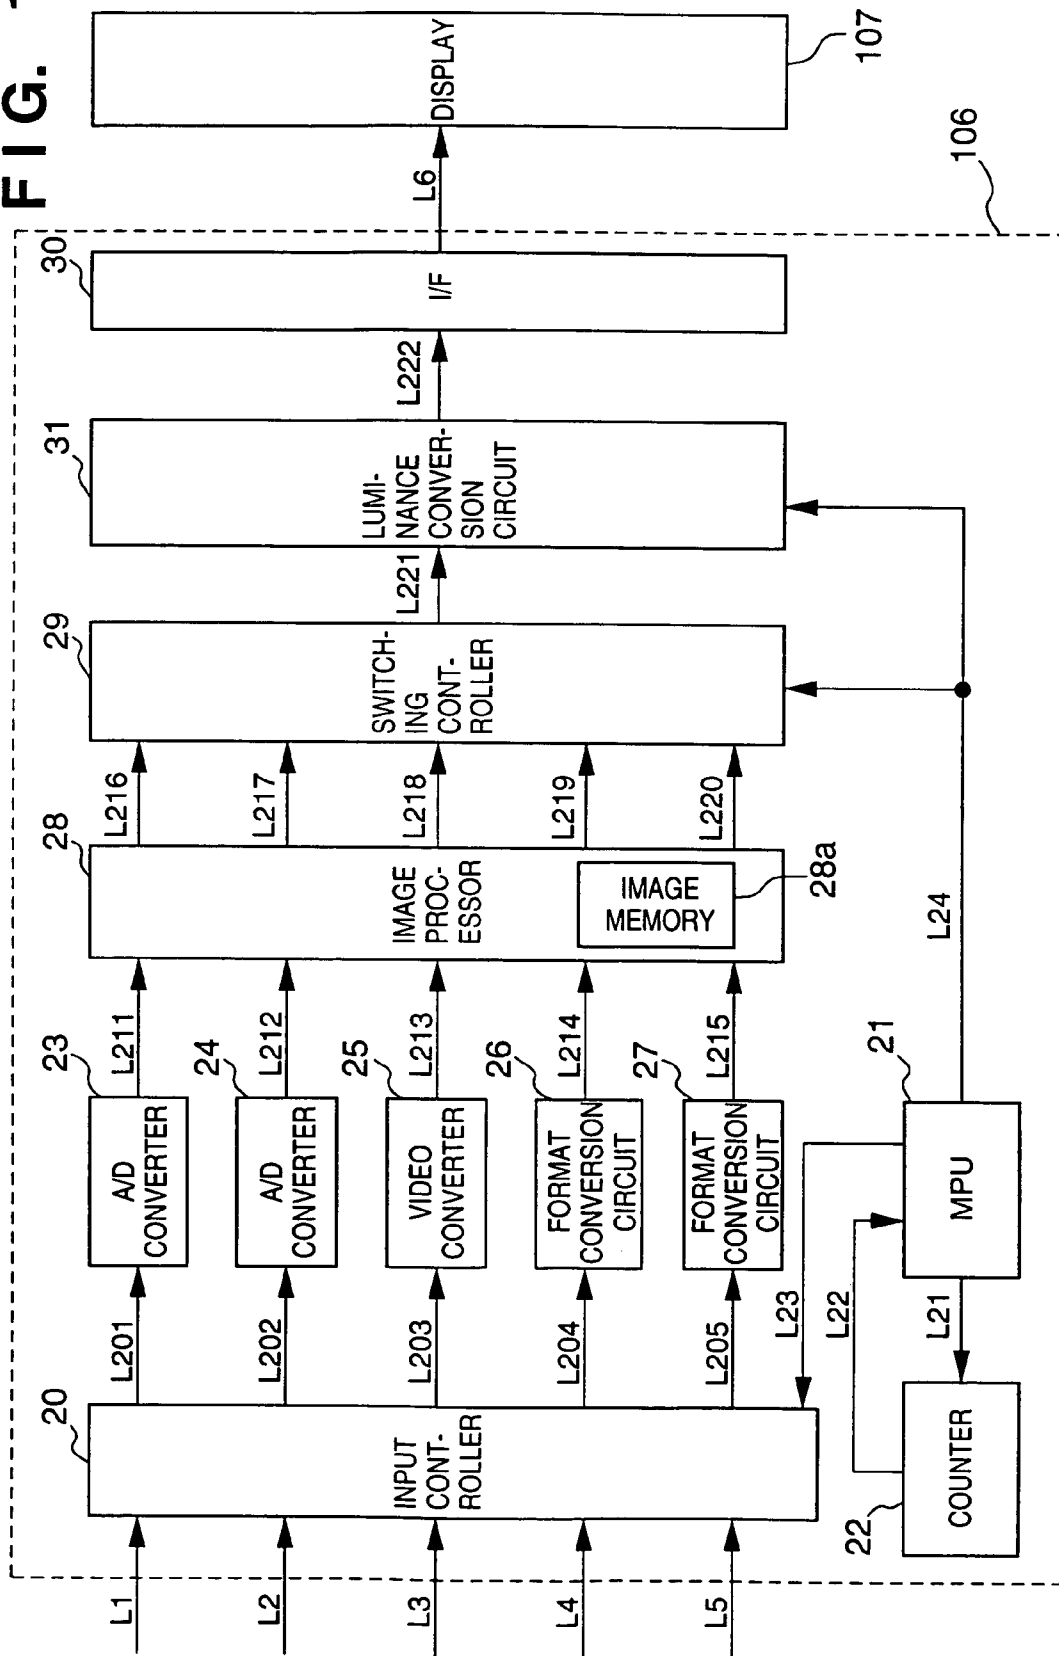 FIG.
106
107
L1
L2
L3
L4
L5
20
INPUT
CONT-
ROLLER
L201
L202
L203
L204
L205
23
A/D
CONVERTER
24
A/D
CONVERTER
25
VIDEO
CONVERTER
26
FORMAT
CONVERSION
CIRCUIT
27
FORMAT
CONVERSION
CIRCUIT
L211
L212
L213
L214
L215
28
IMAGE
PROC-
ESSOR
IMAGE
MEMORY
28a
L216
L217
L218
L219
L220
29
SWITCH-
ING
CONT-
ROLLER
L221
31
LUMI-
NANCE
CONVER-
SION
CIRCUIT
L222
30
I/F
L6
DISPLAY
L23
L22
L21
L24
21
MPU
22
COUNTER